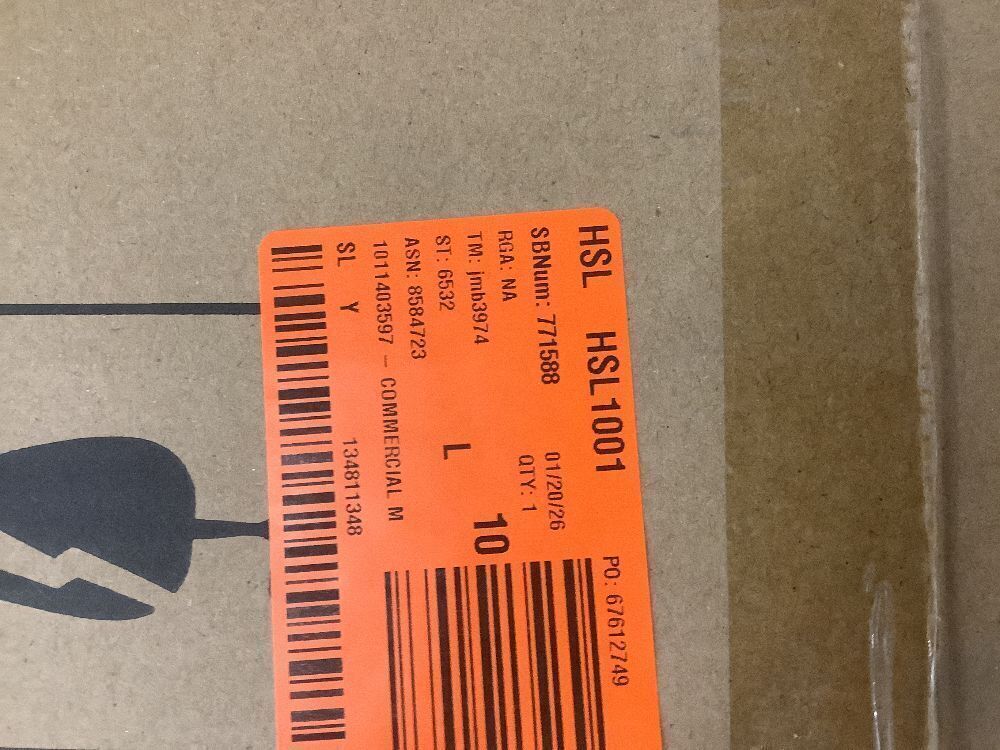 HSL HSL1001 PO: 67612749
SBNum: 771588 01/20/26
RGA: NA QTY: 1
TM: jmb3974 10
ST: 6532 L
ASN: 8584723
1011403597 - COMMERCIAL M
SL Y 134811348